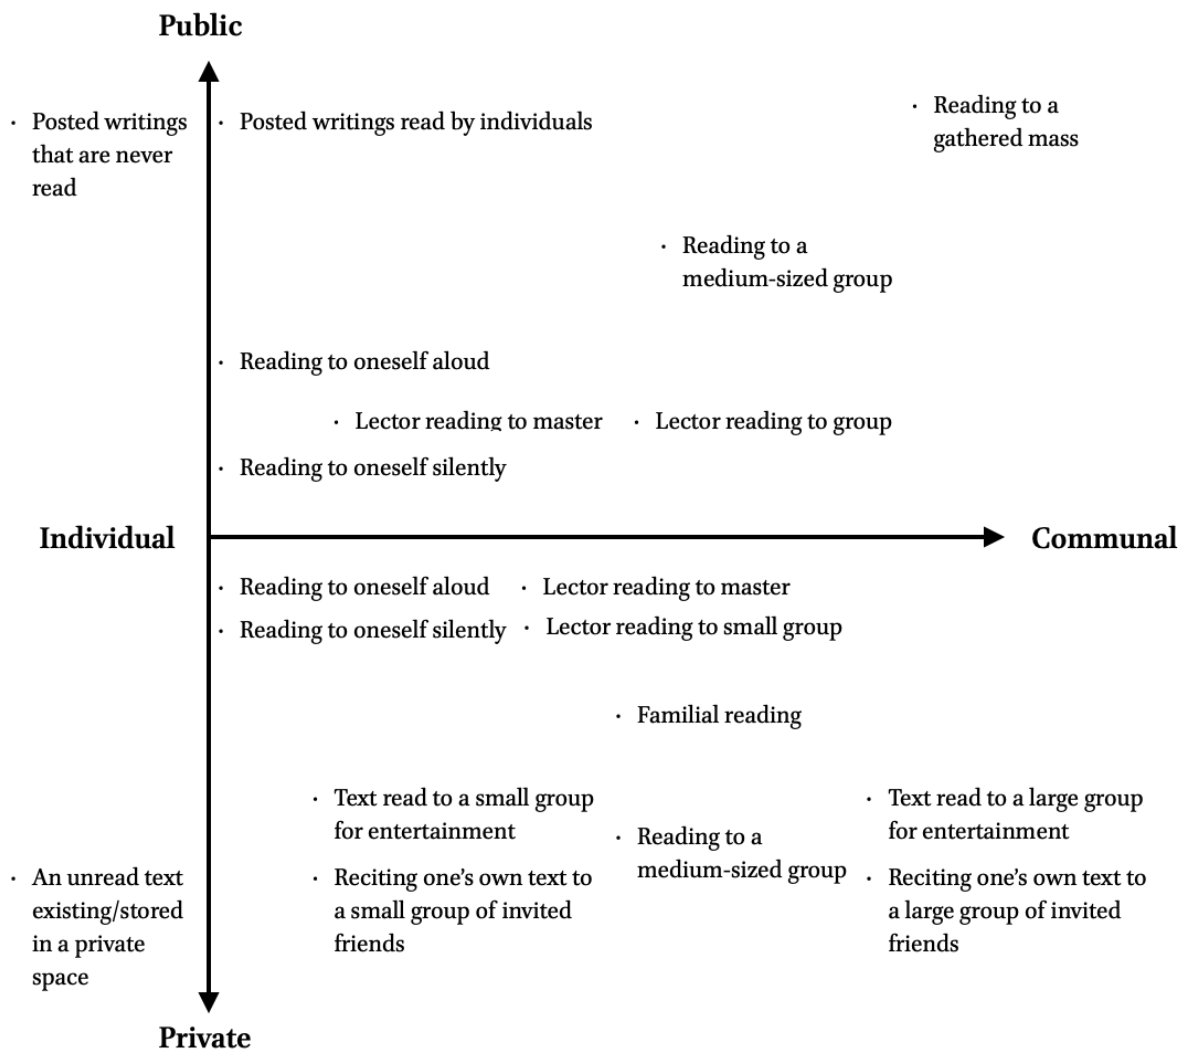 Public
· Posted writings
that are never
read
· Posted writings read by individuals
· Reading to a
gathered mass
· Reading to a
medium-sized group
· Reading to oneself aloud
· Lector reading to master
· Lector reading to group
· Reading to oneself silently
Individual
Communal
· Reading to oneself aloud
· Lector reading to master
· Reading to oneself silently
· Lector reading to small group
· Familial reading
· Text read to a small group
for entertainment
· Reading to a
medium-sized group
· Text read to a large group
for entertainment
· An unread text
existing/stored
in a private
space
· Reciting one’s own text to
a small group of invited
friends
· Reciting one’s own text to
a large group of invited
friends
Private